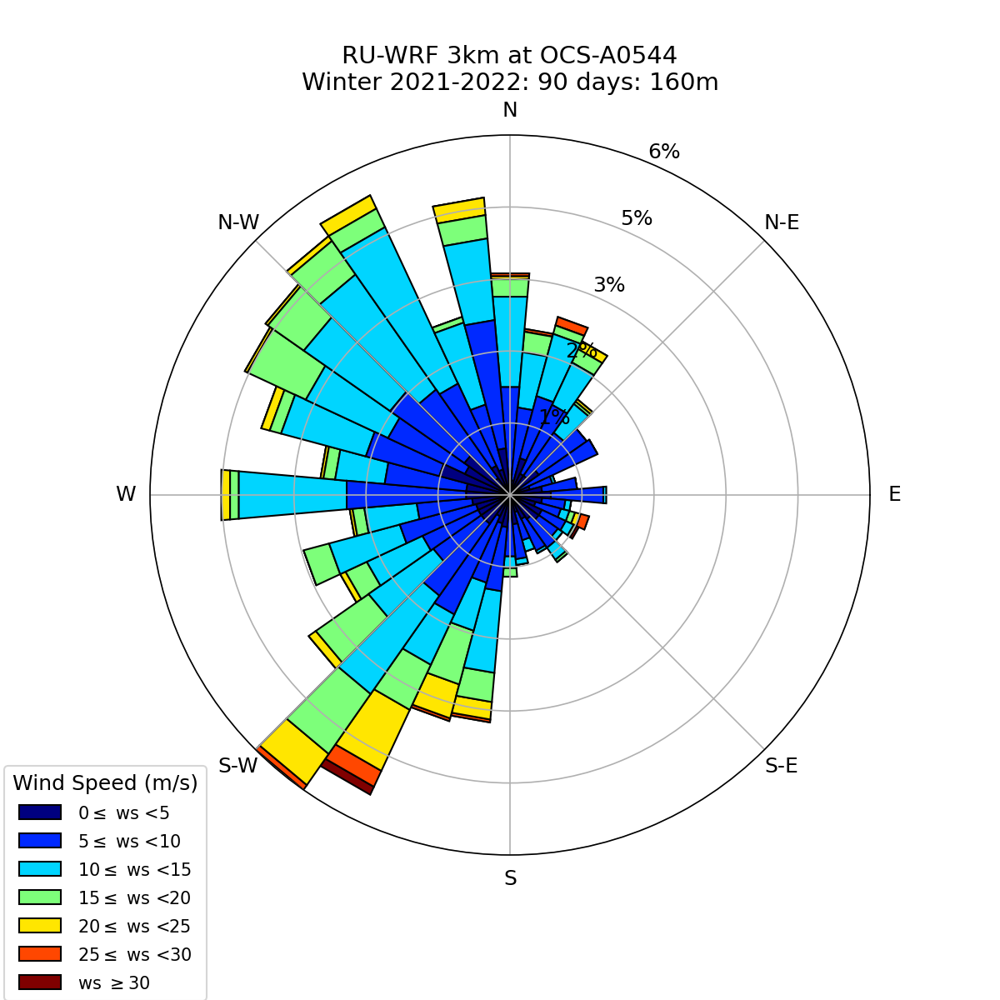 RU-WRF 3km at OCS-A0544
Winter 2021-2022: 90 days: 160m
N
6%
N-W
5%
N-E
3%
2%
1%
W
E
S-W
S-E
S
Wind Speed (m/s)
0≤ ws <5
5≤ ws <10
10≤ ws <15
15≤ ws <20
20≤ ws <25
25≤ ws <30
ws ≥30